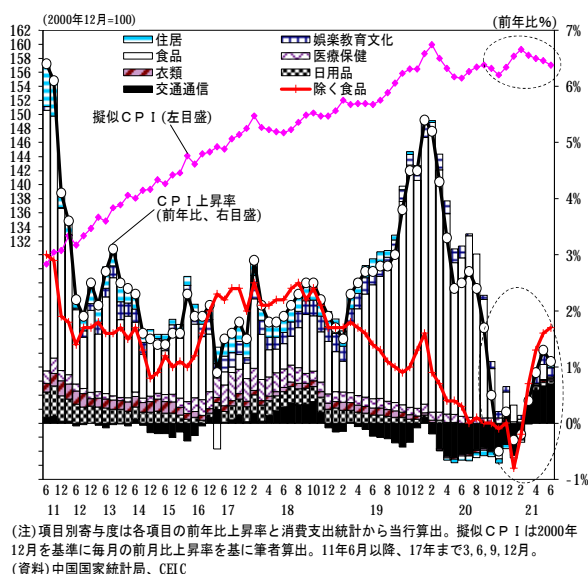 (2000年12月=100)
(前年比%)
162
160
158
156
154
152
150
148
146
144
142
140
138
136
134
132
7%
6%
5%
4%
3%
2%
1%
0%
-1%
住居
娯楽教育文化
食品
医療保健
衣類
日用品
交通通信
除く食品
擬似CPI(左目盛)
CPI上昇率
(前年比、右目盛)
6 12 6 12 6 12 6 12 6 12 6 12 6 12 2 4 6 8 10 12 2 4 6 8 10 12 2 4 6 8 10 12 2 4 6
11 12 13 14 15 16 17 18 19 20 21
(注)項目別寄与度は各項目の前年比上昇率と消費支出統計から当行算出。擬似CPIは2000年
12月を基準に毎月の前月比上昇率を基に筆者算出。11年6月以降、17年まで3,6,9,12月。
(資料)中国国家統計局、CEIC